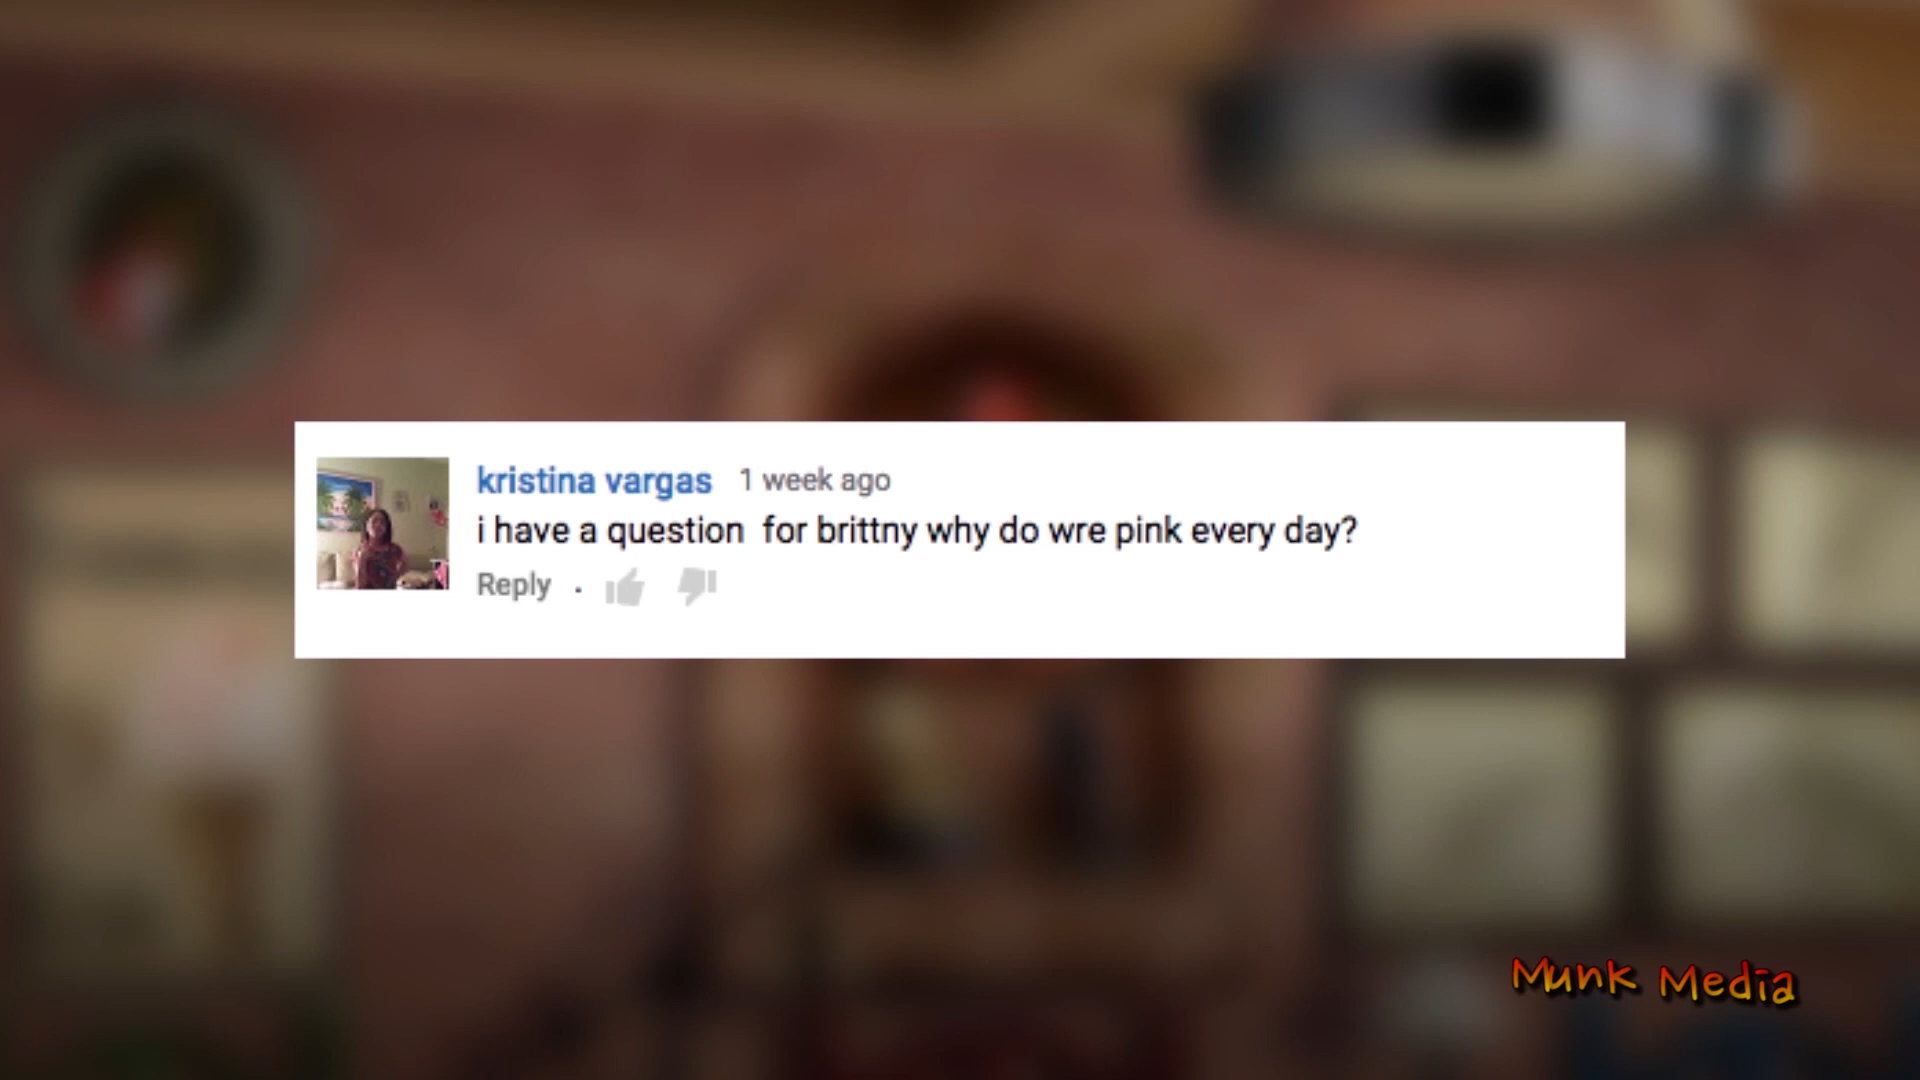 kristina vargas 1 week ago
i have a question  for brittny why do wre pink every day?
Reply .
Munk Media